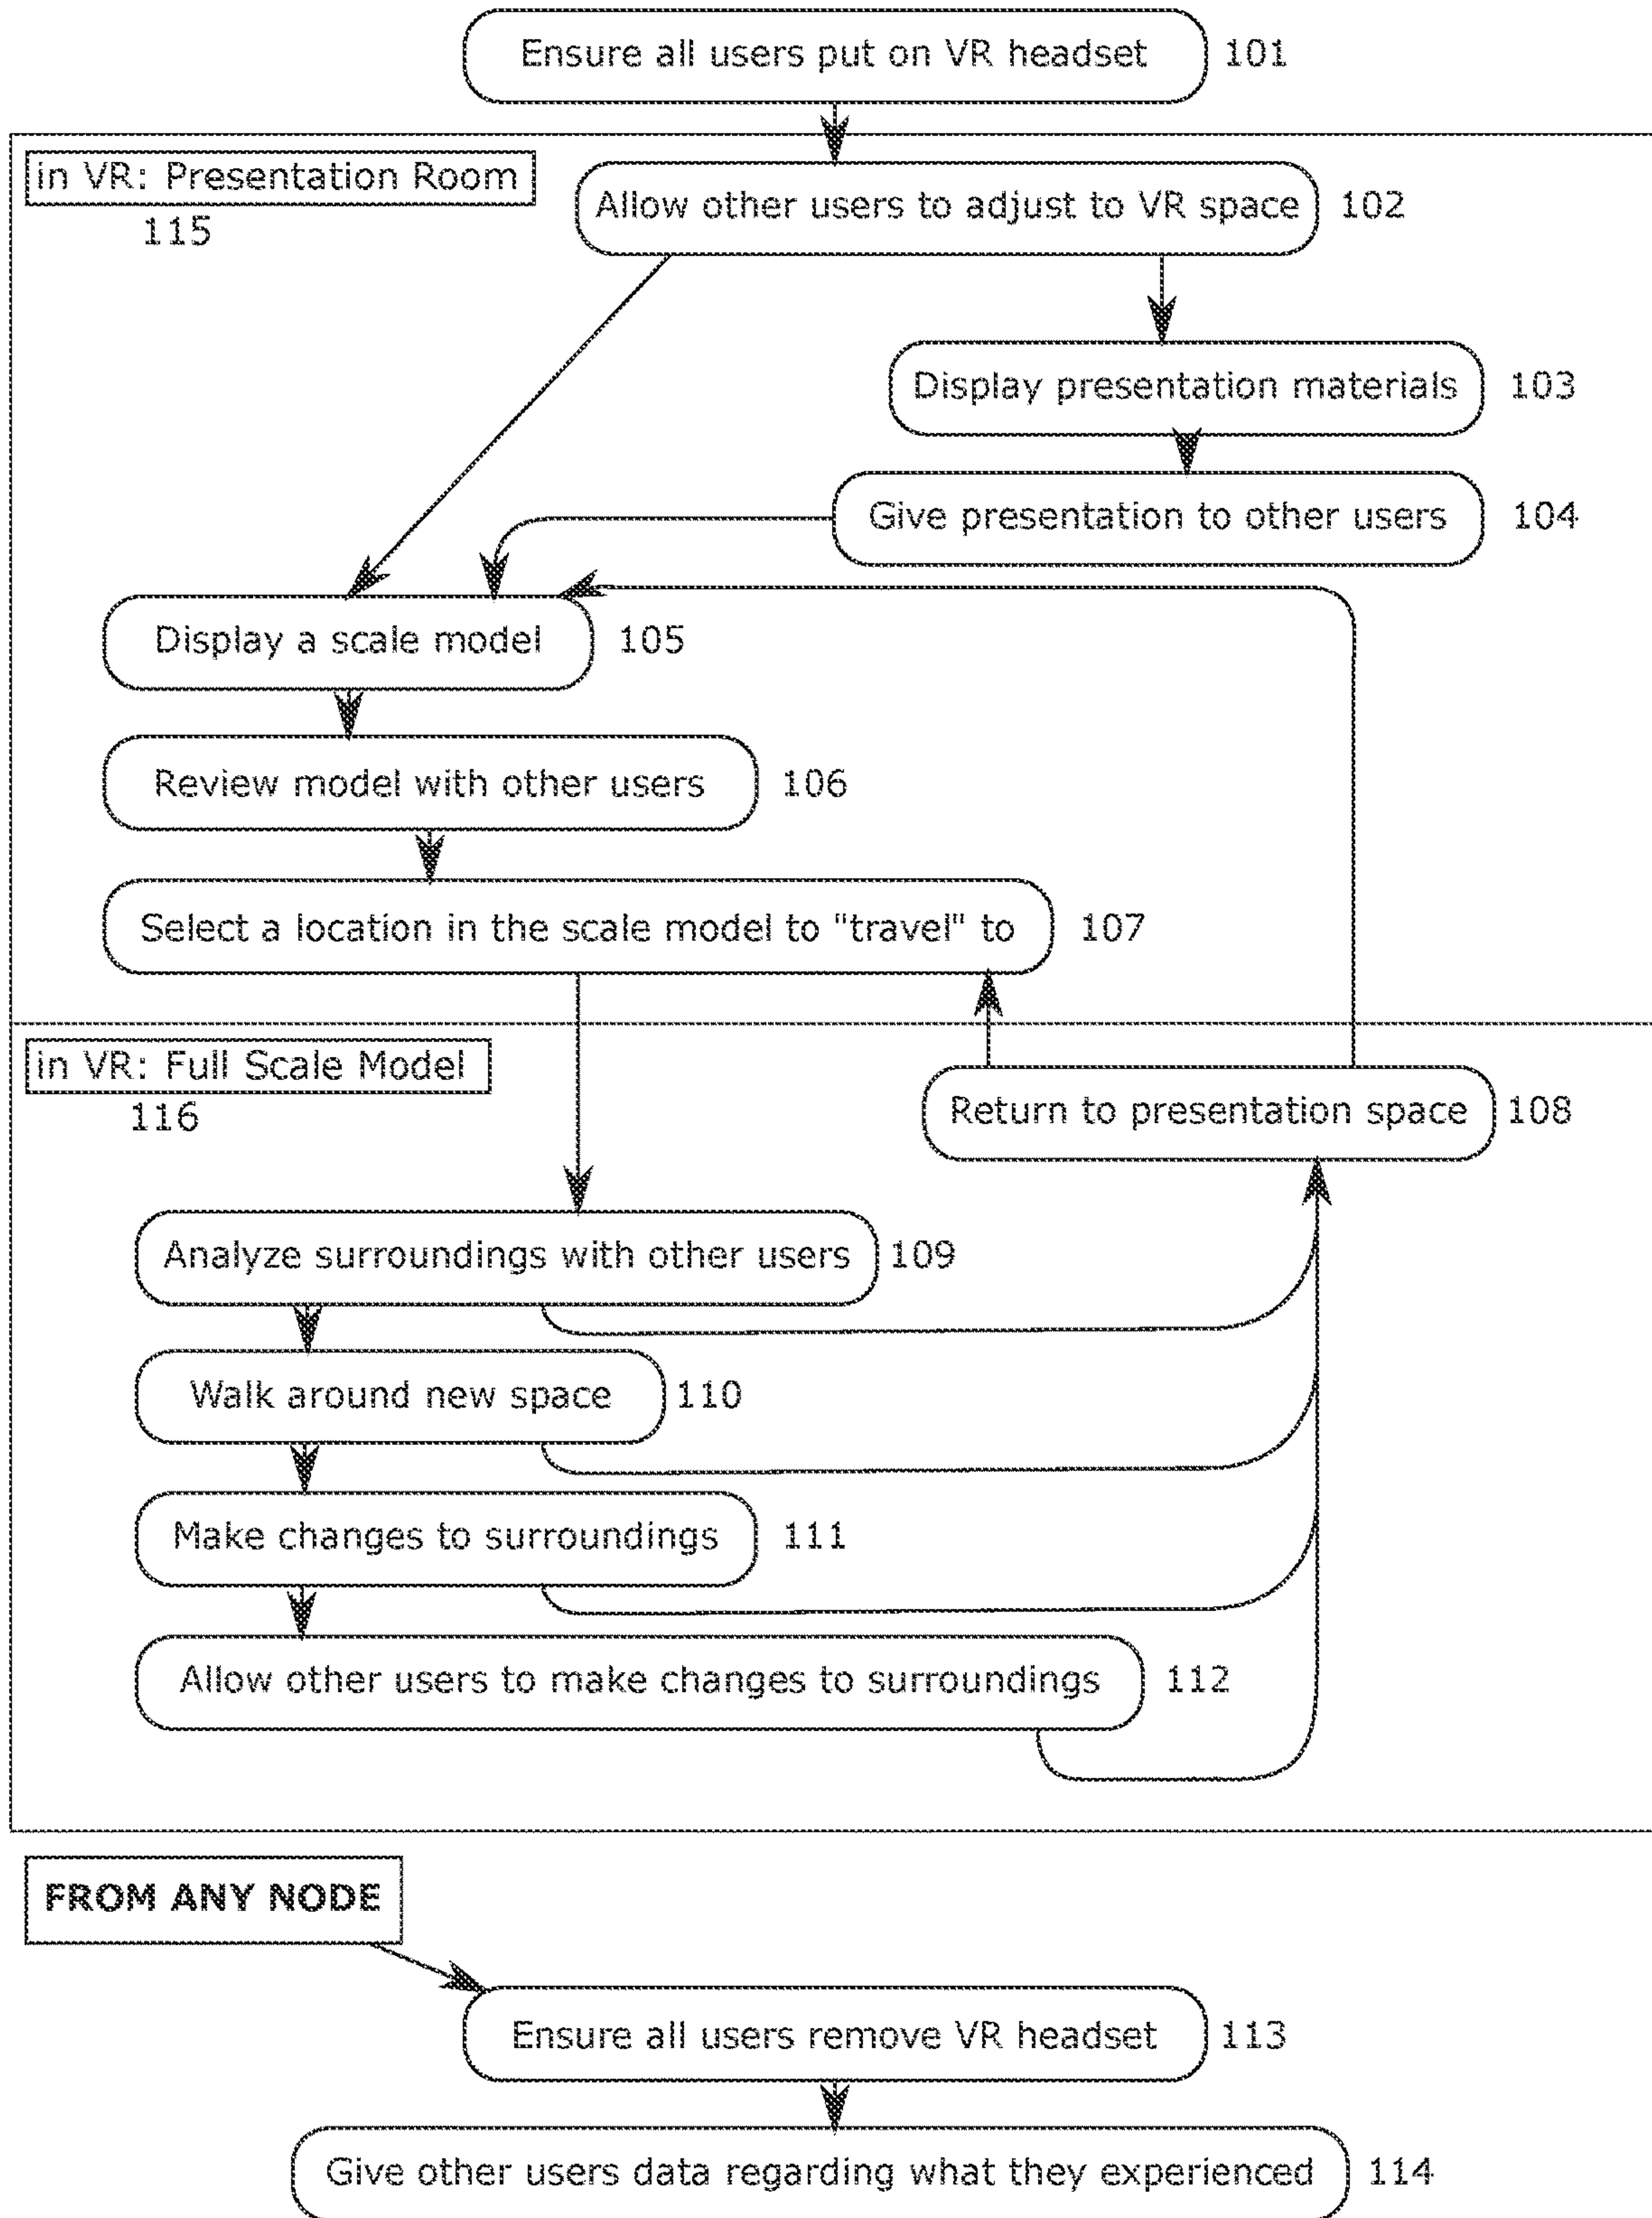 Ensure all users put on VR headset 101
in VR: Presentation Room
115
Allow other users to adjust to VR space 102
Display presentation materials 103
Give presentation to other users 104
Display a scale model 105
Review model with other users 106
Select a location in the scale model to "travel" to 107
in VR: Full Scale Model
116
Return to presentation space 108
Analyze surroundings with other users 109
Walk around new space 110
Make changes to surroundings 111
Allow other users to make changes to surroundings 112
FROM ANY NODE
Ensure all users remove VR headset 113
Give other users data regarding what they experienced 114